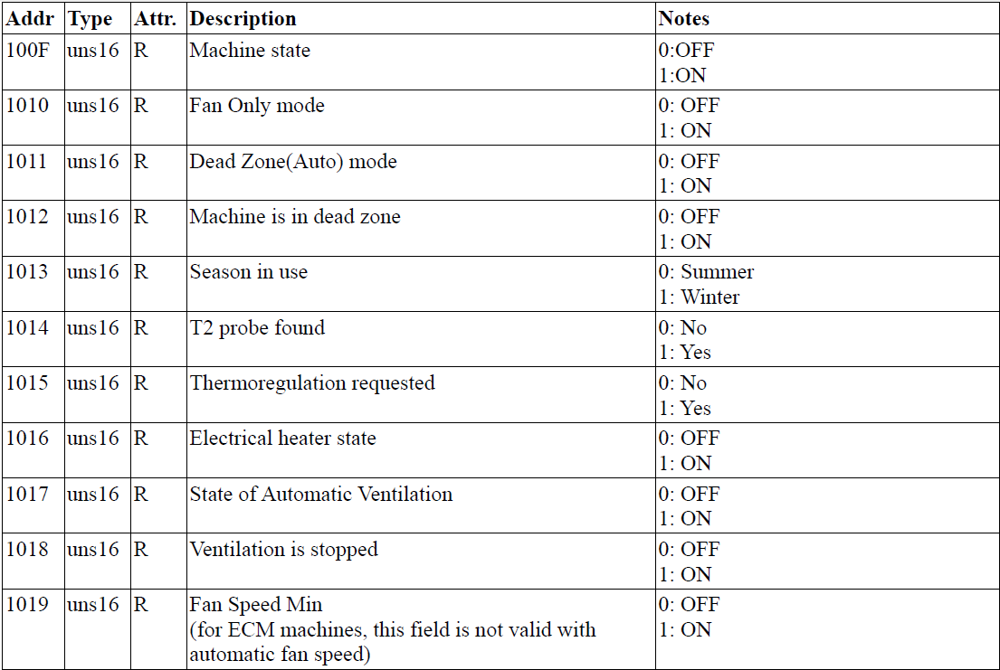 Addr Type Attr. Description Notes
100F uns16 R Machine state 0:OFF
1:ON
1010 uns16 R Fan Only mode 0: OFF
1: ON
1011 uns16 R Dead Zone(Auto) mode 0: OFF
1: ON
1012 uns16 R Machine is in dead zone 0: OFF
1: ON
1013 uns16 R Season in use 0: Summer
1: Winter
1014 uns16 R T2 probe found 0: No
1: Yes
1015 uns16 R Thermoregulation requested 0: No
1: Yes
1016 uns16 R Electrical heater state 0: OFF
1: ON
1017 uns16 R State of Automatic Ventilation 0: OFF
1: ON
1018 uns16 R Ventilation is stopped 0: OFF
1: ON
1019 uns16 R Fan Speed Min 0: OFF
(for ECM machines, this field is not valid with 1: ON
automatic fan speed)